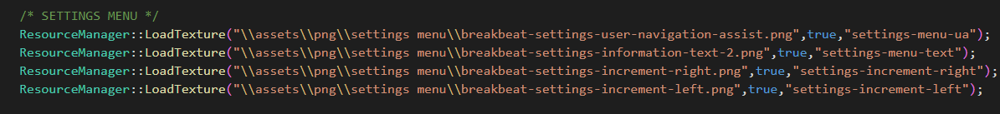 /* SETTINGS MENU */
ResourceManager::LoadTexture("\\assets\\png\\settings menu\\breakbeat-settings-user-navigation-assist.png",true,"settings-menu-ua");
ResourceManager::LoadTexture("\\assets\\png\\settings menu\\breakbeat-settings-information-text-2.png",true,"settings-menu-text");
ResourceManager::LoadTexture("\\assets\\png\\settings menu\\breakbeat-settings-increment-right.png",true,"settings-increment-right");
ResourceManager::LoadTexture("\\assets\\png\\settings menu\\breakbeat-settings-increment-left.png",true,"settings-increment-left");